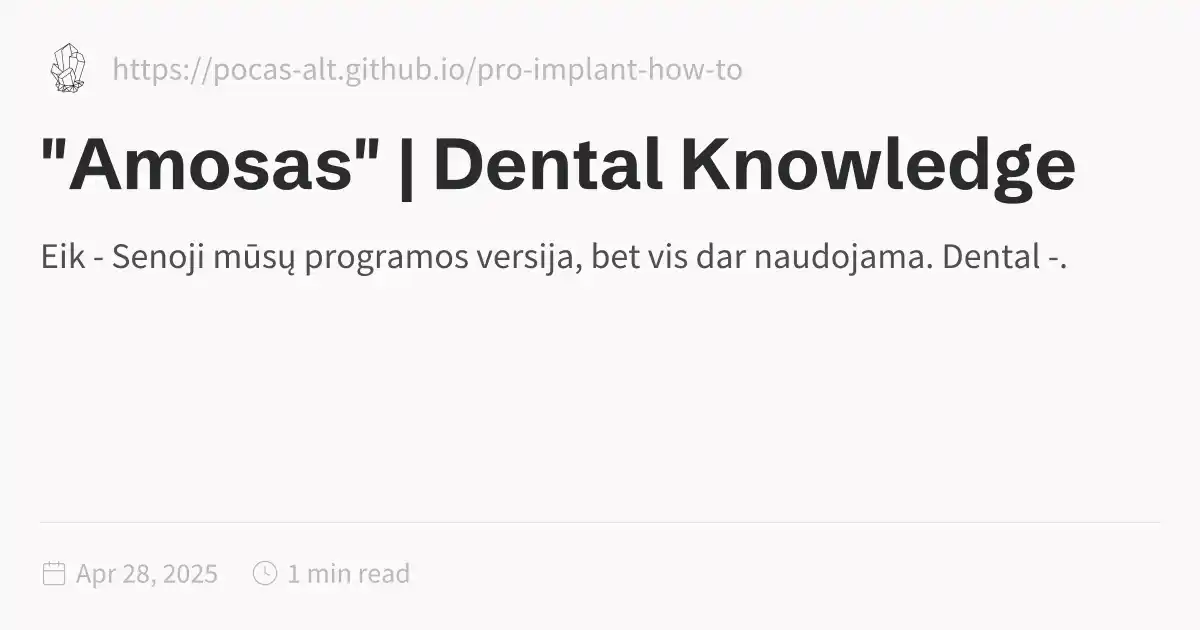 https://pocas-alt.github.io/pro-implant-how-to
"Amosas" | Dental Knowledge
Eik - Senoji mūsų programos versija, bet vis dar naudojama. Dental -.
Apr 28, 2025 1 min read